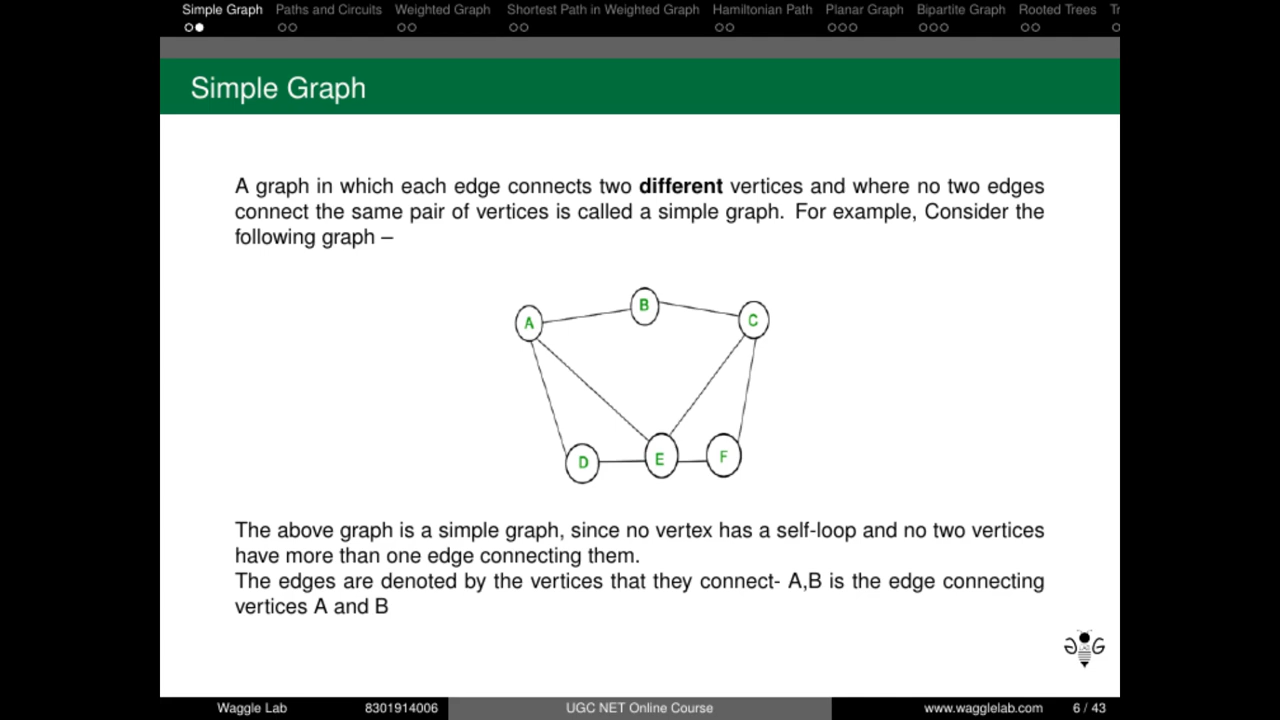 Simple Graph Paths and Circuits Weighted Graph Shortest Path in Weighted Graph Hamiltonian Path Planar Graph Bipartite Graph Rooted Trees Tr
Simple Graph
A graph in which each edge connects two different vertices and where no two edges
connect the same pair of vertices is called a simple graph. For example, Consider the
following graph –
B
A
C
D
E
F
The above graph is a simple graph, since no vertex has a self-loop and no two vertices
have more than one edge connecting them.
The edges are denoted by the vertices that they connect- A,B is the edge connecting
vertices A and B
Waggle Lab 8301914006 UGC NET Online Course www.wagglelab.com 6 / 43